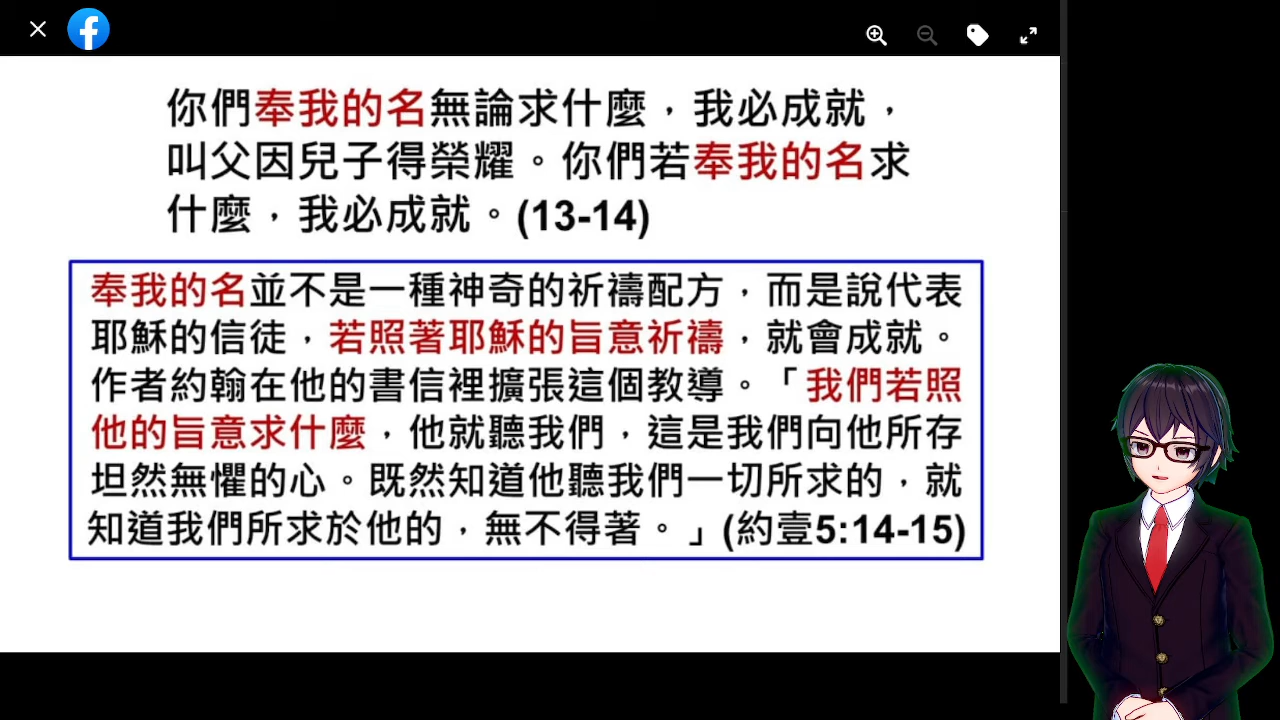 你們奉我的名無論求什麼，我必成就，
叫父因兒子得榮耀。你們若奉我的名求
什麼，我必成就。(13-14)
奉我的名並不是一種神奇的祈禱配方，而是說代表
耶穌的信徒，若照著耶穌的旨意祈禱，就會成就。
作者約翰在他的書信裡擴張這個教導。「我們若照
他的旨意求什麼，他就聽我們，這是我們向他所存
坦然無懼的心。既然知道他聽我們一切所求的，就
知道我們所求於他的，無不得著。」(約壹5:14-15)